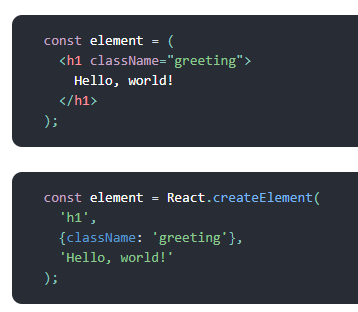 const element = (
  <h1 className="greeting">
    Hello, world!
  </h1>
);
const element = React.createElement(
  'h1',
  {className: 'greeting'},
  'Hello, world!'
);